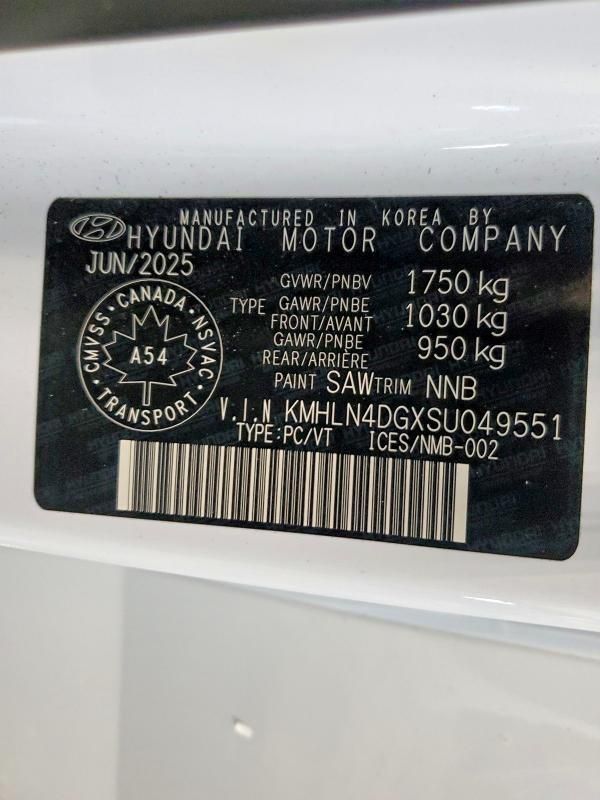 MANUFACTURED IN KOREA BY
HYUNDAI MOTOR COMPANY
JUN/2025
GVWR/PNBV 1750 kg
TYPE GAWR/PNBE
FRONT/AVANT 1030 kg
GAWR/PNBE
REAR/ARRIÈRE 950 kg
PAINT SAW TRIM NNB
CMVSS · CANADA · NSVAC
A54
TRANSPORT
V.I.N KMHLN4DGXSU049551
TYPE:PC/VT ICES/NMB-002